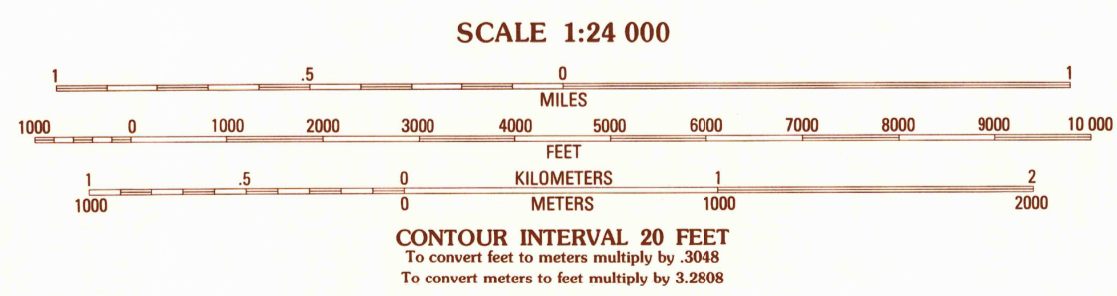 SCALE 1:24 000
1 .5 0 1
MILES
1000 0 1000 2000 3000 4000 5000 6000 7000 8000 9000 10 000
FEET
1 .5 0 KILOMETERS 1 2
1000 0 METERS 1000 2000
CONTOUR INTERVAL 20 FEET
To convert feet to meters multiply by .3048
To convert meters to feet multiply by 3.2808